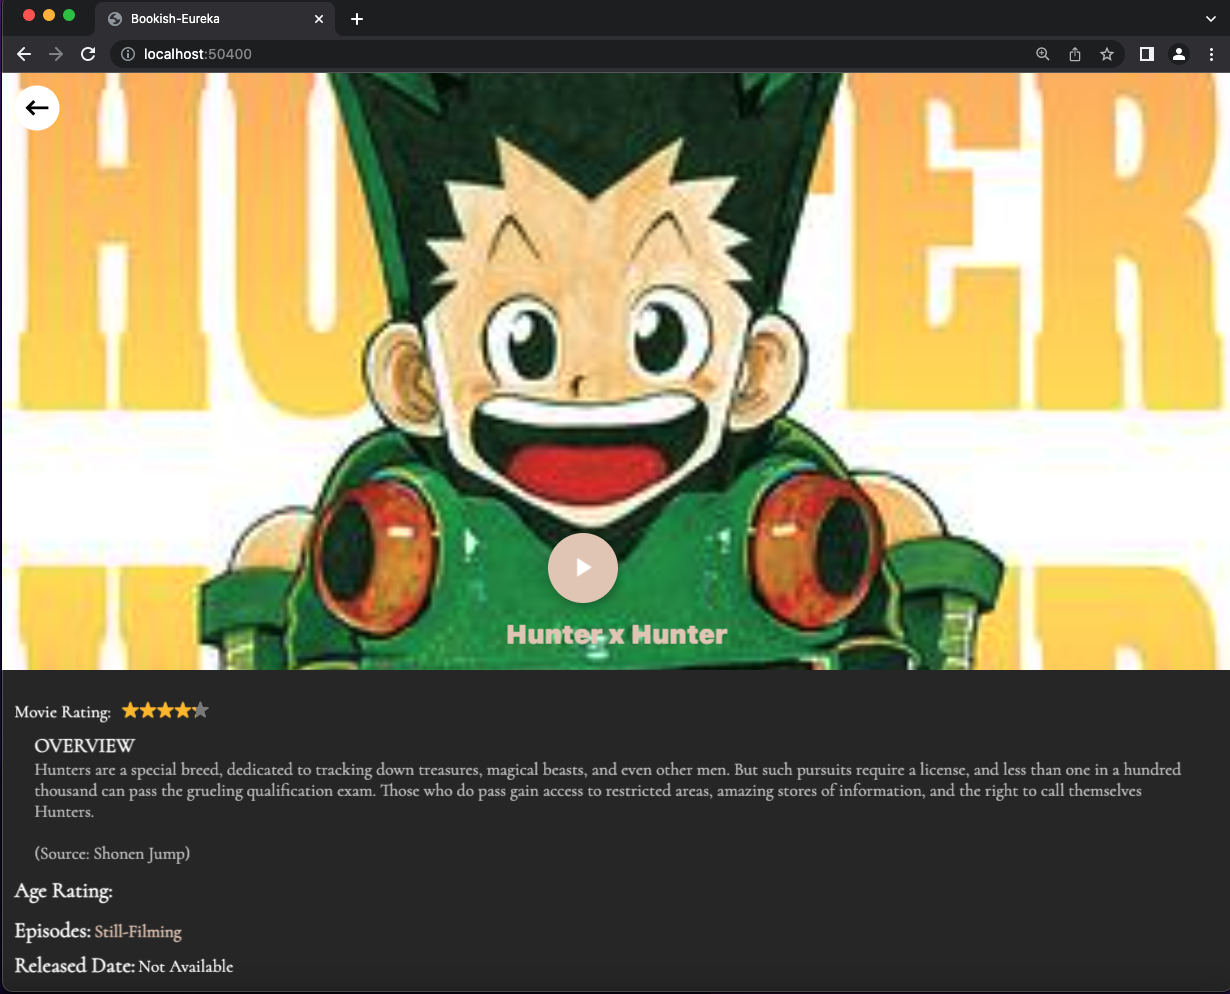 Bookish-Eureka
localhost:50400
HUNTER
Hunter x Hunter
Movie Rating:
OVERVIEW
Hunters are a special breed, dedicated to tracking down treasures, magical beasts, and even other men. But such pursuits require a license, and less than one in a hundred
thousand can pass the grueling qualification exam. Those who do pass gain access to restricted areas, amazing stores of information, and the right to call themselves
Hunters.
(Source: Shonen Jump)
Age Rating:
Episodes: Still-Filming
Released Date: Not Available